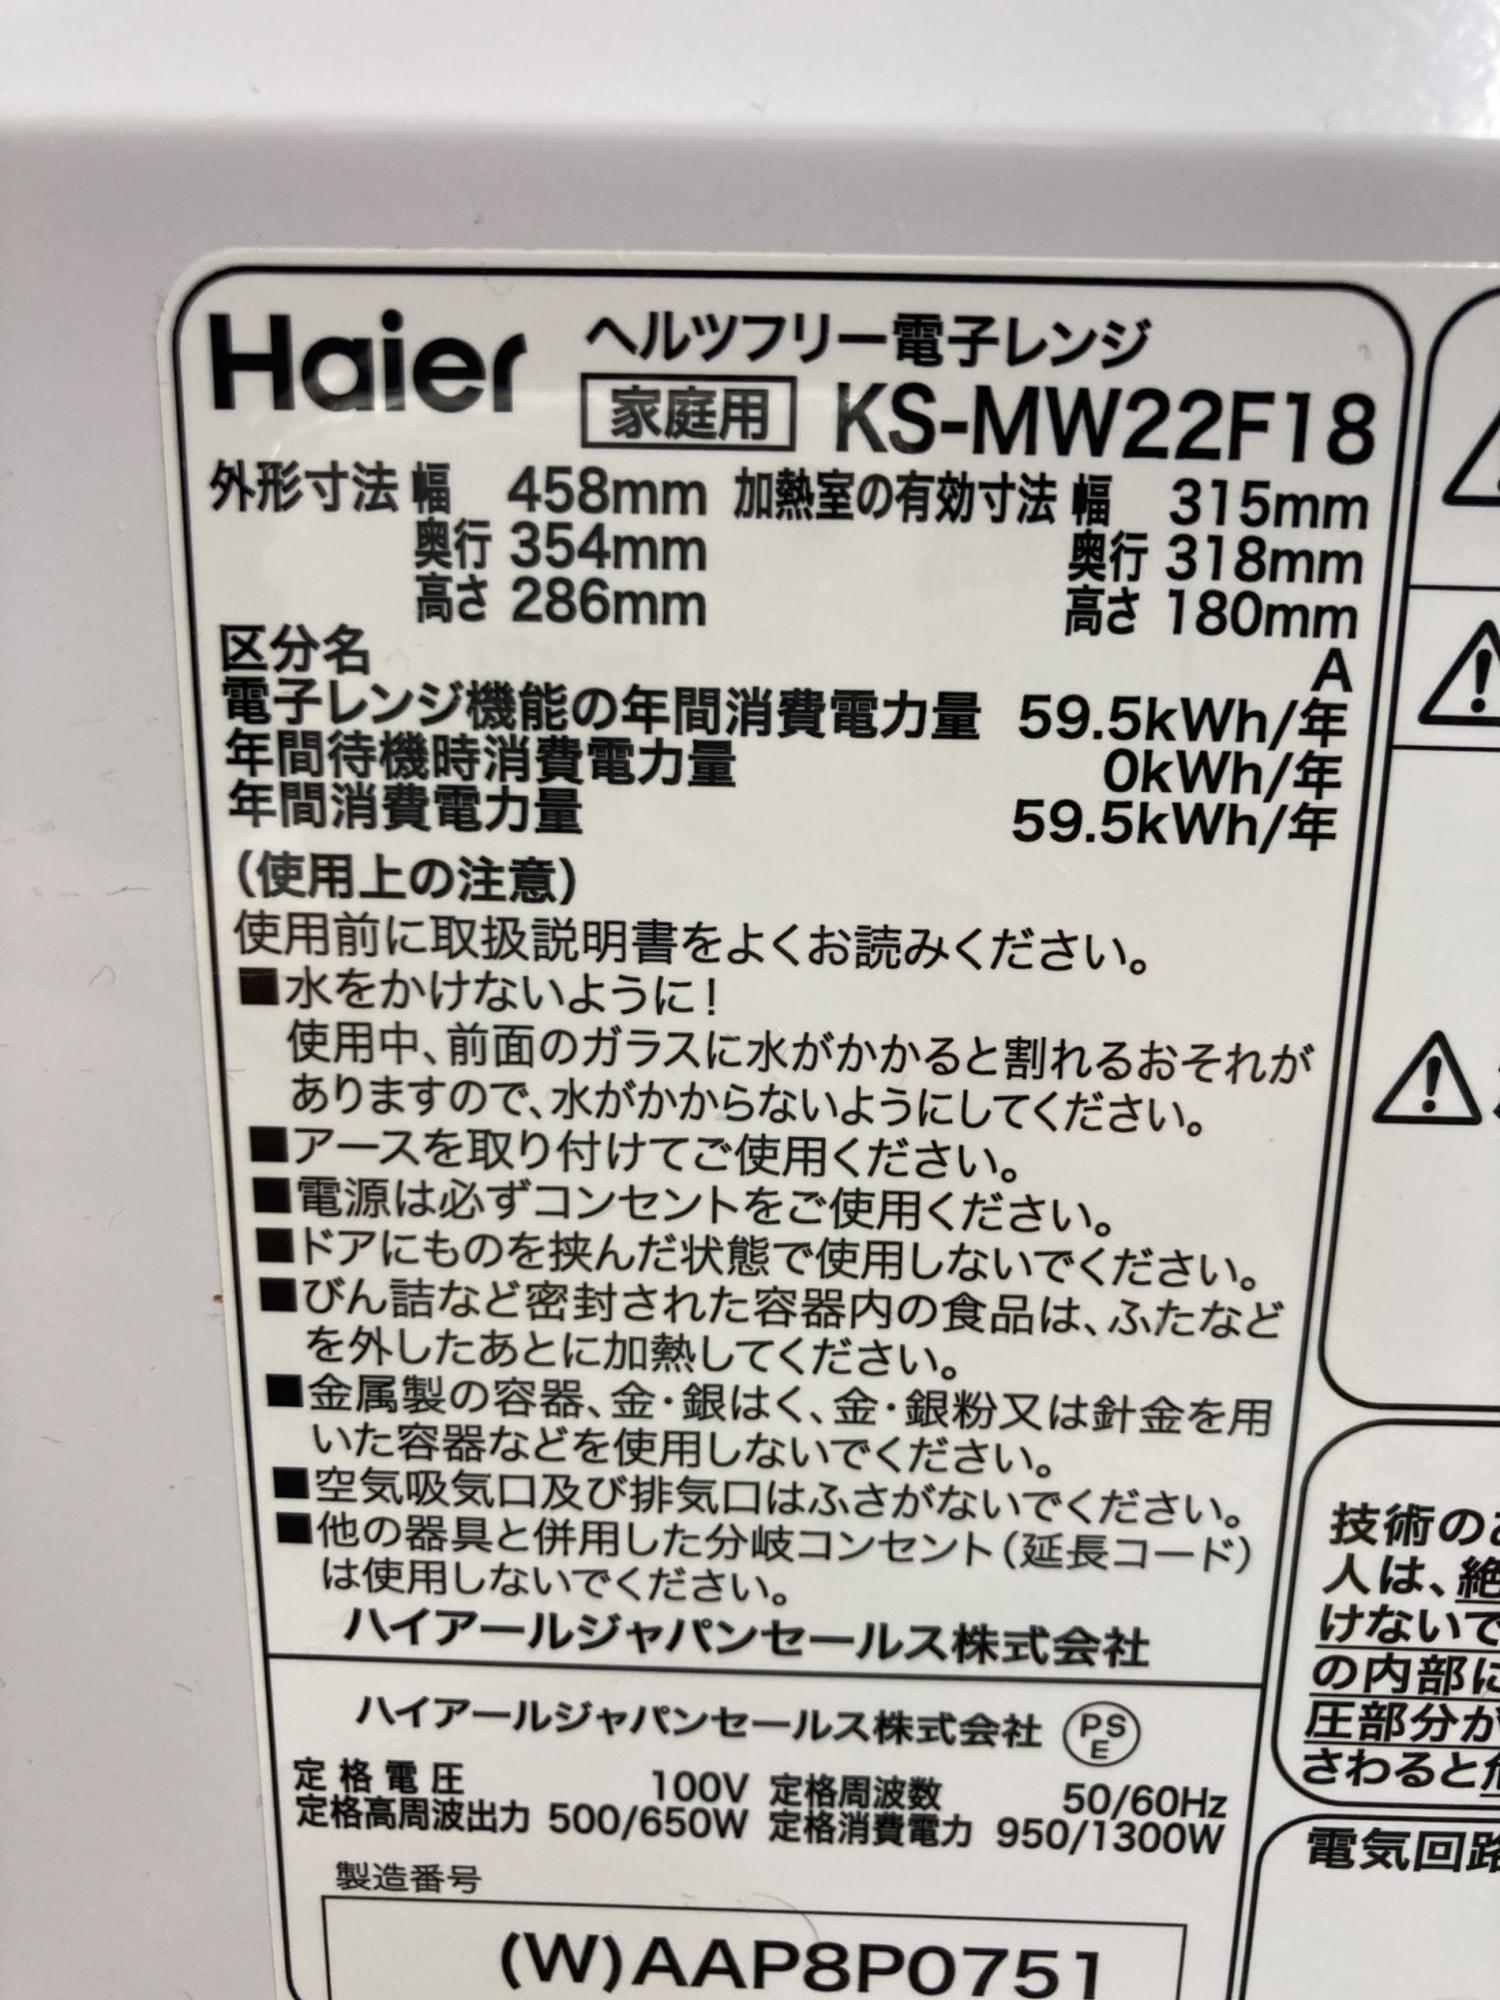 Haier ヘルツフリー電子レンジ
家庭用 KS-MW22F18
外形寸法 幅 458mm 加熱室の有効寸法 幅 315mm
奥行 354mm 奥行 318mm
高さ 286mm 高さ 180mm
区分名 A
電子レンジ機能の年間消費電力量 59.5kWh/年
年間待機時消費電力量 0kWh/年
年間消費電力量 59.5kWh/年
(使用上の注意)
使用前に取扱説明書をよくお読みください。
■水をかけないように!
使用中、前面のガラスに水がかかると割れるおそれが
ありますので、水がかからないようにしてください。
■アースを取り付けてご使用ください。
■電源は必ずコンセントをご使用ください。
■ドアにものを挟んだ状態で使用しないでください。
■びん詰など密封された容器内の食品は、ふたなど
を外したあとに加熱してください。
■金属製の容器、金・銀はく、金・銀粉又は針金を用
いた容器などを使用しないでください。
■空気吸気口及び排気口はふさがないでください。
■他の器具と併用した分岐コンセント(延長コード)
は使用しないでください。
ハイアールジャパンセールス株式会社
ハイアールジャパンセールス株式会社 PSE
定格電圧 100V 定格周波数 50/60Hz
定格高周波出力 500/650W 定格消費電力 950/1300W
製造番号
(W)AAP8P0751
技術の
人は、絶
けないで
の内部に
圧部分が
さわると
電気回路